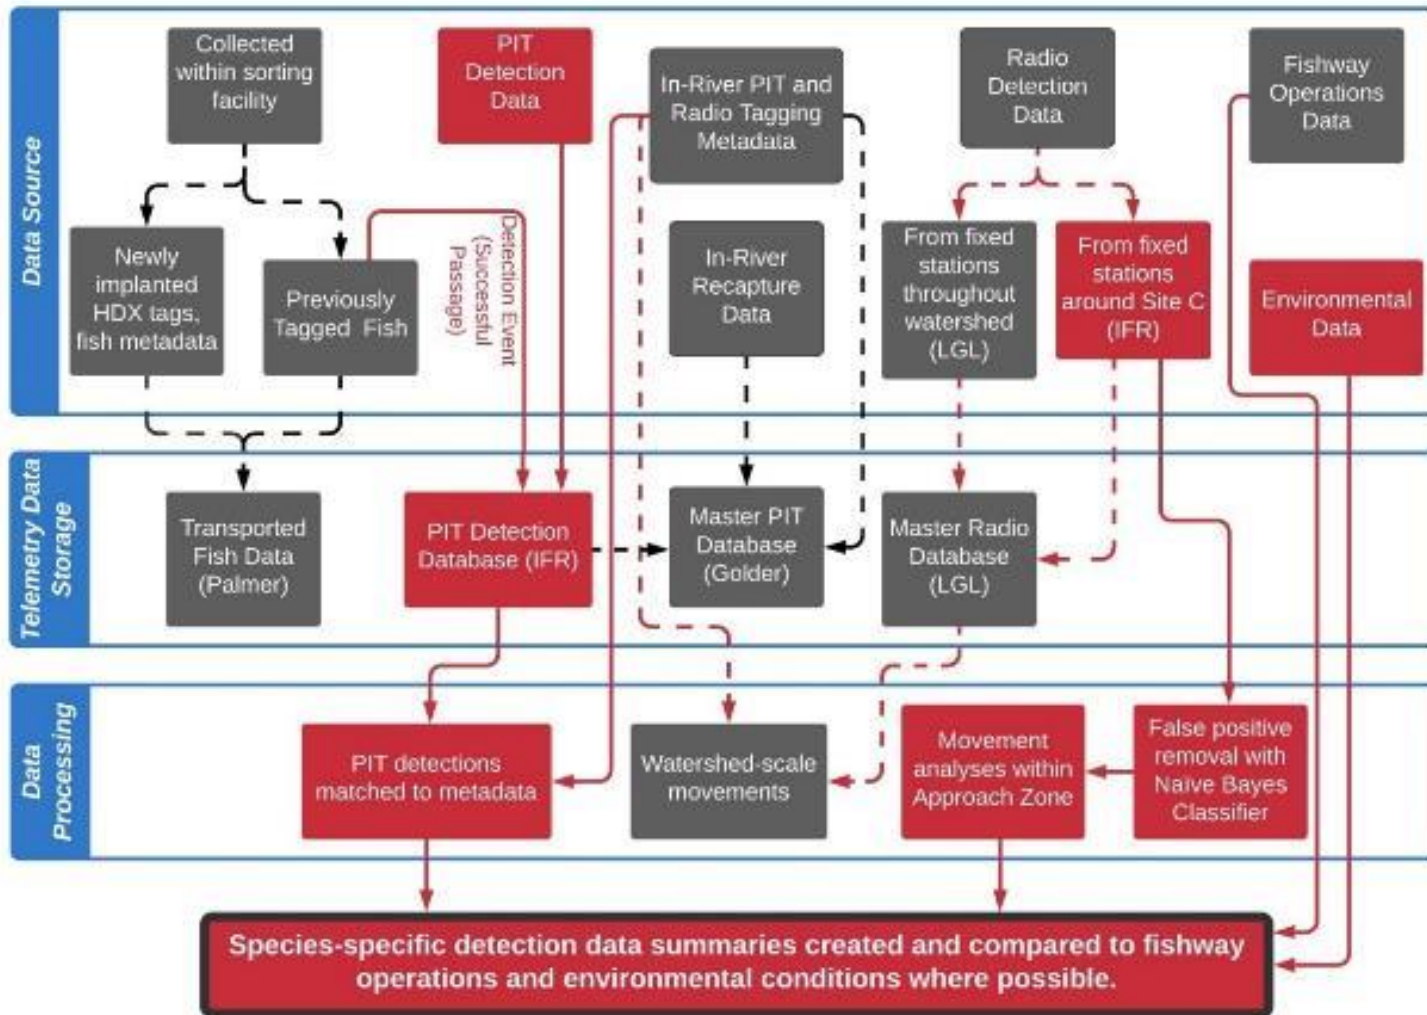 Data Source
Collected
within sorting
facility
PIT
Detection
Data
In-River PIT and
Radio Tagging
Metadata
Radio
Detection
Data
Fishway
Operations
Data
Newly
implanted
HDX tags,
fish metadata
Previously
Tagged Fish
Detection Event
(Successful
Passage)
In-River
Recapture
Data
From fixed
stations
throughout
watershed
(LGL)
From fixed
stations
around Site C
(IFR)
Environmental
Data
Telemetry Data
Storage
Transported
Fish Data
(Palmer)
PIT Detection
Database (IFR)
Master PIT
Database
(Golder)
Master Radio
Database
(LGL)
Data
Processing
PIT detections
matched to metadata
Watershed-scale
movements
Movement
analyses within
Approach Zone
False positive
removal with
Naïve Bayes
Classifier
Species-specific detection data summaries created and compared to fishway
operations and environmental conditions where possible.